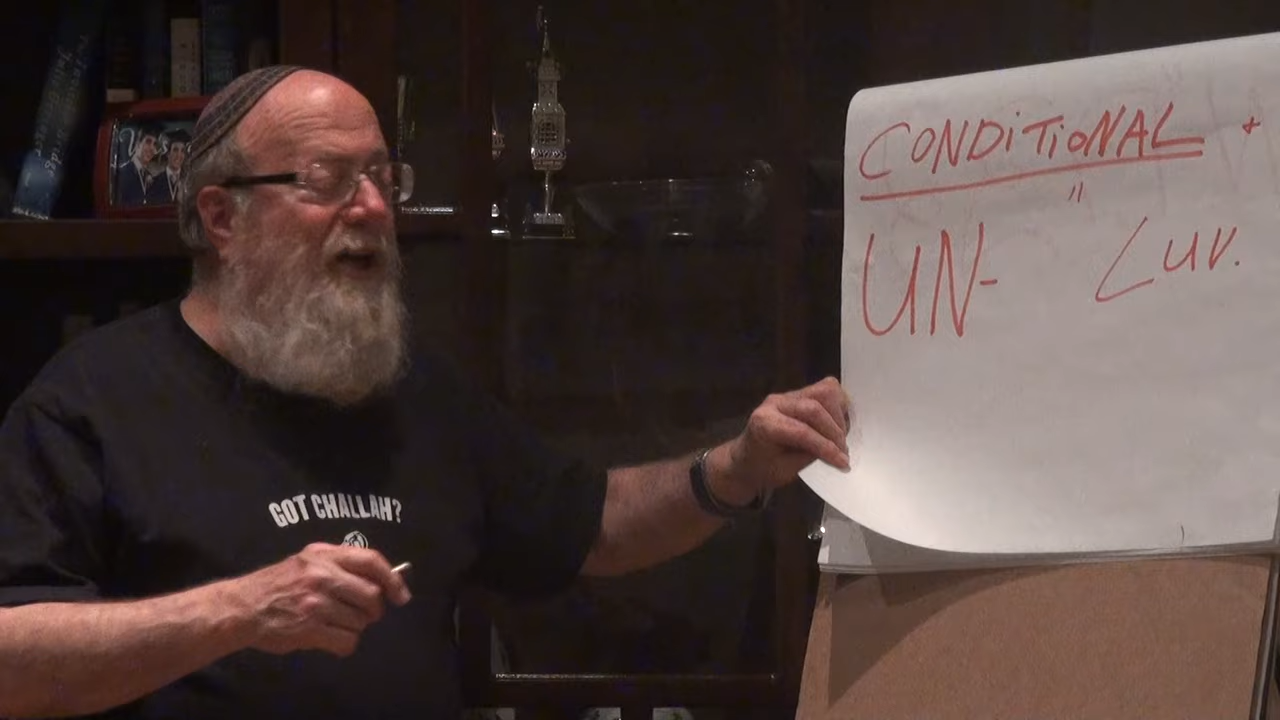 CONDITIONAL +
"
UN- Luv.
GOT CHALLAH?